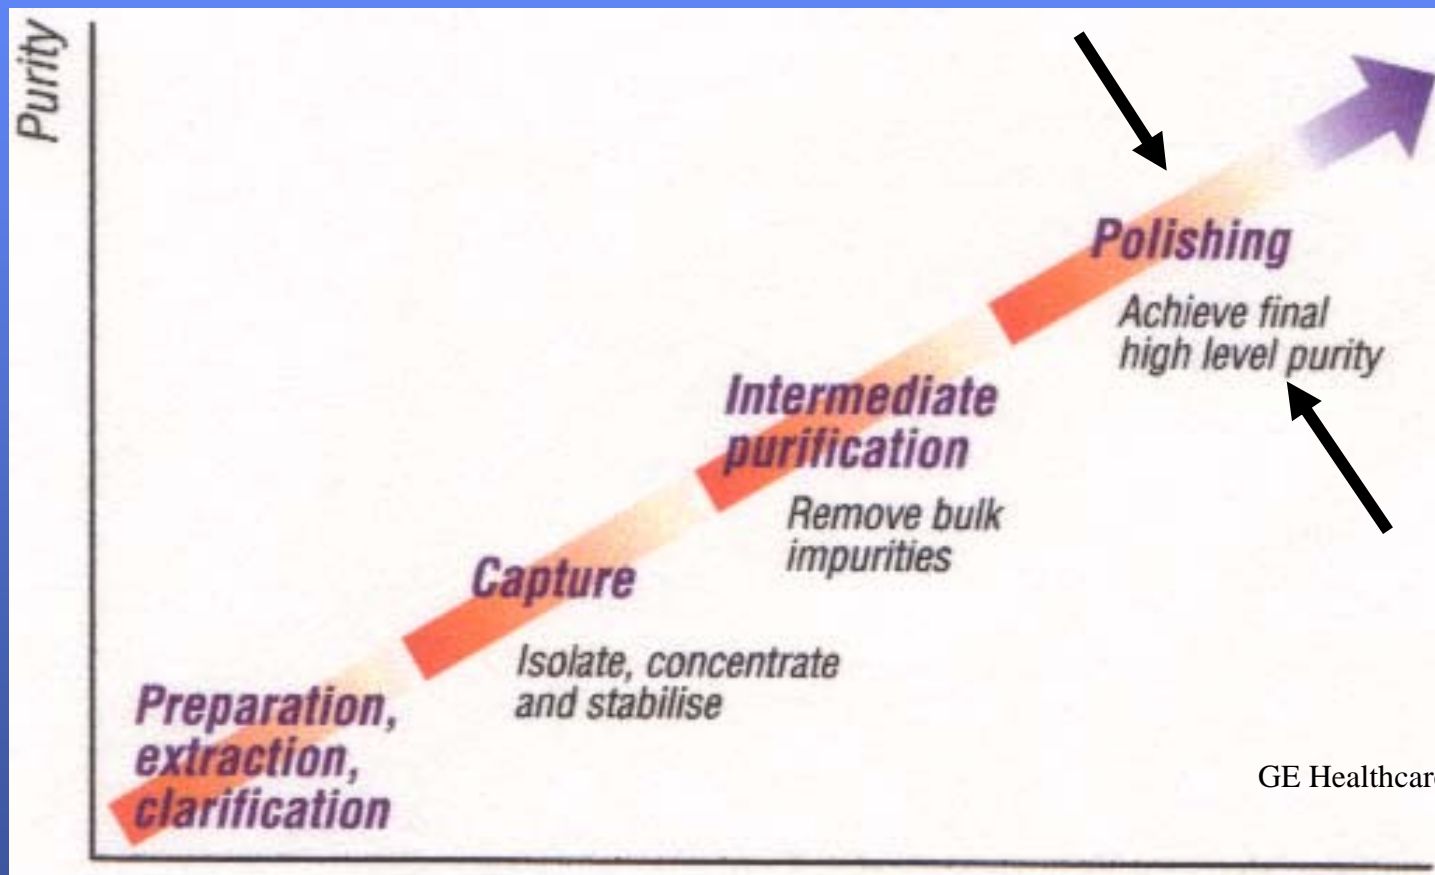 Purity
Polishing
Achieve final
high level purity
Intermediate
purification
Remove bulk
impurities
Capture
Isolate, concentrate
and stabilise
Preparation,
extraction,
clarification
GE Healthcare